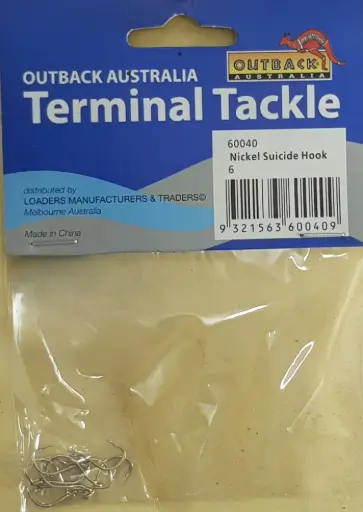 OUTBACK AUSTRALIA
Terminal Tackle
OUTBACK
AUSTRALIA
60040
Nickel Suicide Hook
6
9 321563 600409
distributed by
LOADERS MANUFACTURERS & TRADERS©
Melbourne Australia
Made in China